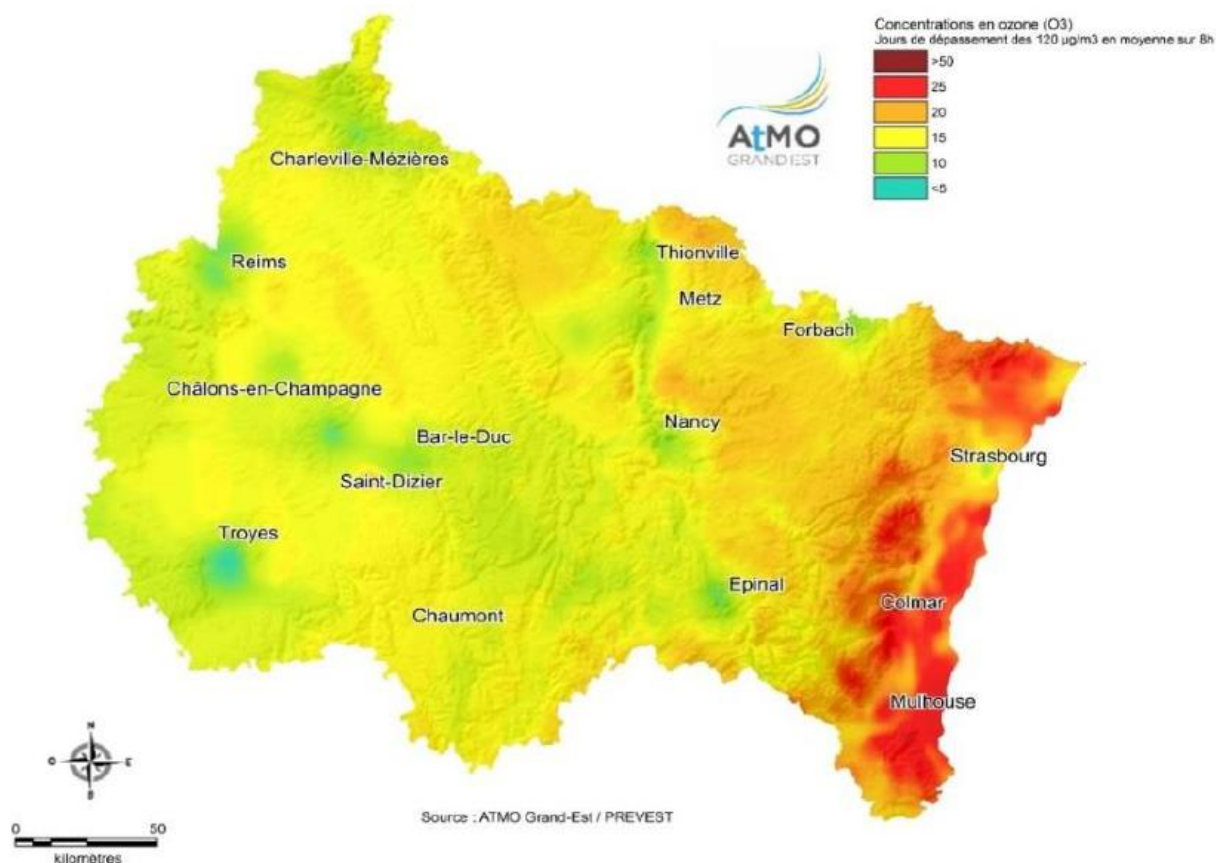 Concentrations en ozone (O3)
Jours de dépassement des 120 µg/m3 en moyenne sur 8h
>50
25
20
15
10
<5
AtMO
GRAND EST
Charleville-Mézières
Reims
Thionville
Metz
Forbach
Châlons-en-Champagne
Nancy
Bar-le-Duc
Strasbourg
Saint-Dizier
Troyes
Epinal
Colmar
Chaumont
Mulhouse
N
O
E
S
0 50
kilomètres
Source : ATMO Grand-Est / PREVEST